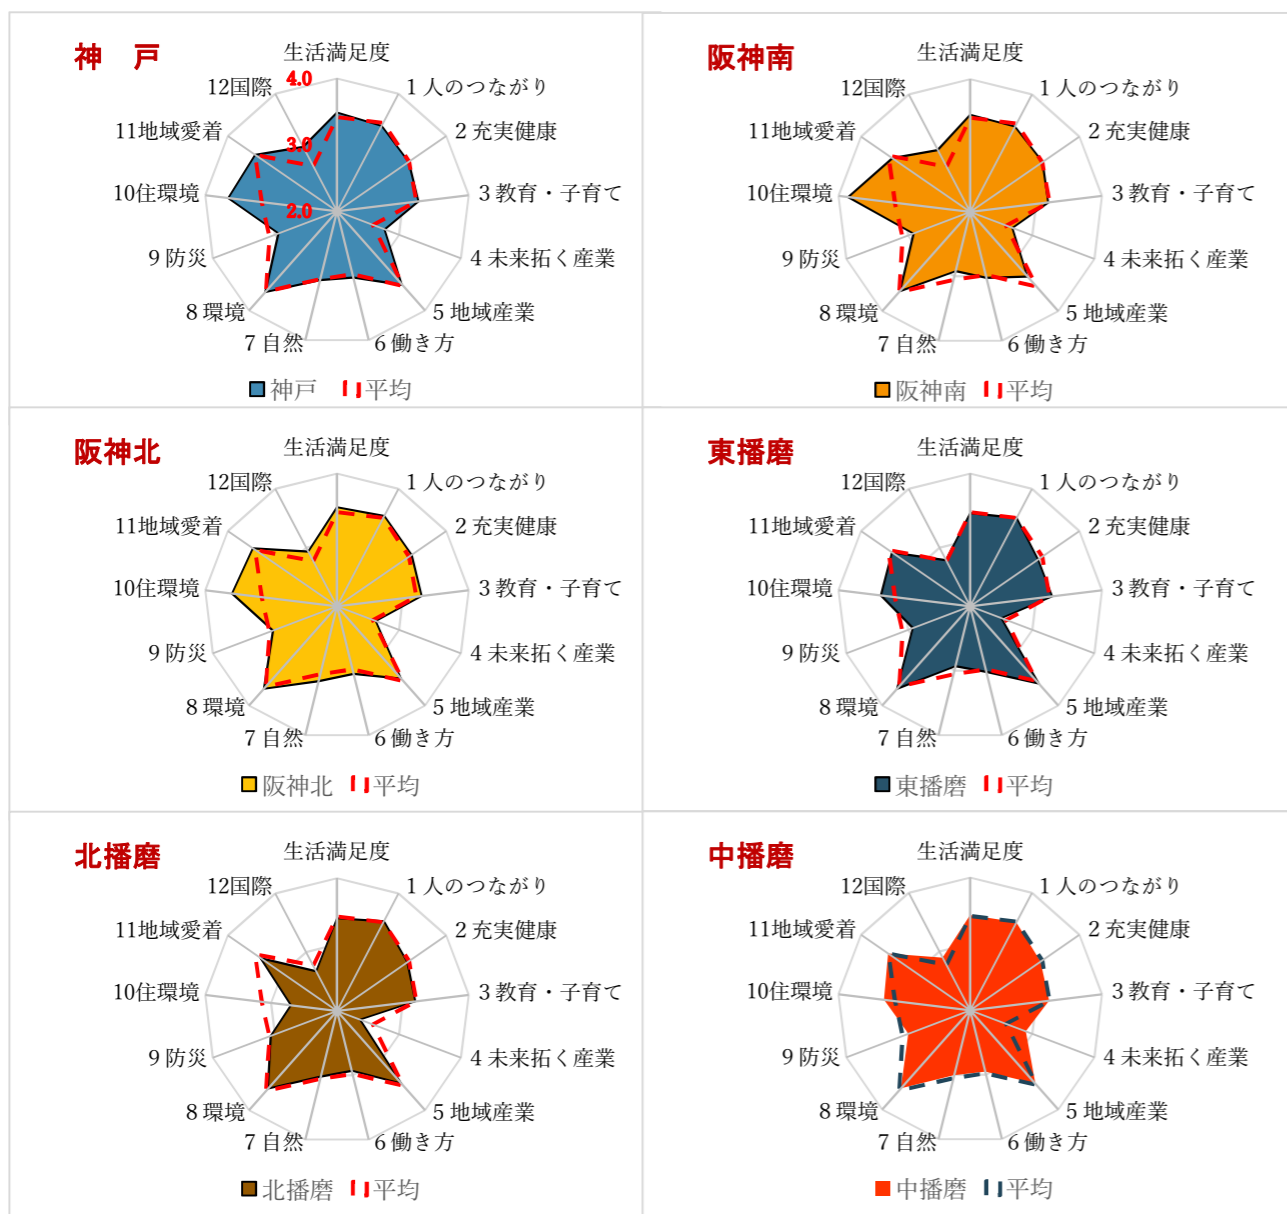 神　戸
生活満足度
4.0
12国際
1 人のつながり
11地域愛着
2 充実健康
3.0
10住環境
3 教育・子育て
2.0
9 防災
4 未来拓く産業
8 環境
5 地域産業
7 自然
6 働き方
神戸 平均
阪神南
生活満足度
12国際
1 人のつながり
11地域愛着
2 充実健康
10住環境
3 教育・子育て
9 防災
4 未来拓く産業
8 環境
5 地域産業
7 自然
6 働き方
阪神南 平均
阪神北
生活満足度
12国際
1 人のつながり
11地域愛着
2 充実健康
10住環境
3 教育・子育て
9 防災
4 未来拓く産業
8 環境
5 地域産業
7 自然
6 働き方
阪神北 平均
東播磨
生活満足度
12国際
1 人のつながり
11地域愛着
2 充実健康
10住環境
3 教育・子育て
9 防災
4 未来拓く産業
8 環境
5 地域産業
7 自然
6 働き方
東播磨 平均
北播磨
生活満足度
12国際
1 人のつながり
11地域愛着
2 充実健康
10住環境
3 教育・子育て
9 防災
4 未来拓く産業
8 環境
5 地域産業
7 自然
6 働き方
北播磨 平均
中播磨
生活満足度
12国際
1 人のつながり
11地域愛着
2 充実健康
10住環境
3 教育・子育て
9 防災
4 未来拓く産業
8 環境
5 地域産業
7 自然
6 働き方
中播磨 平均